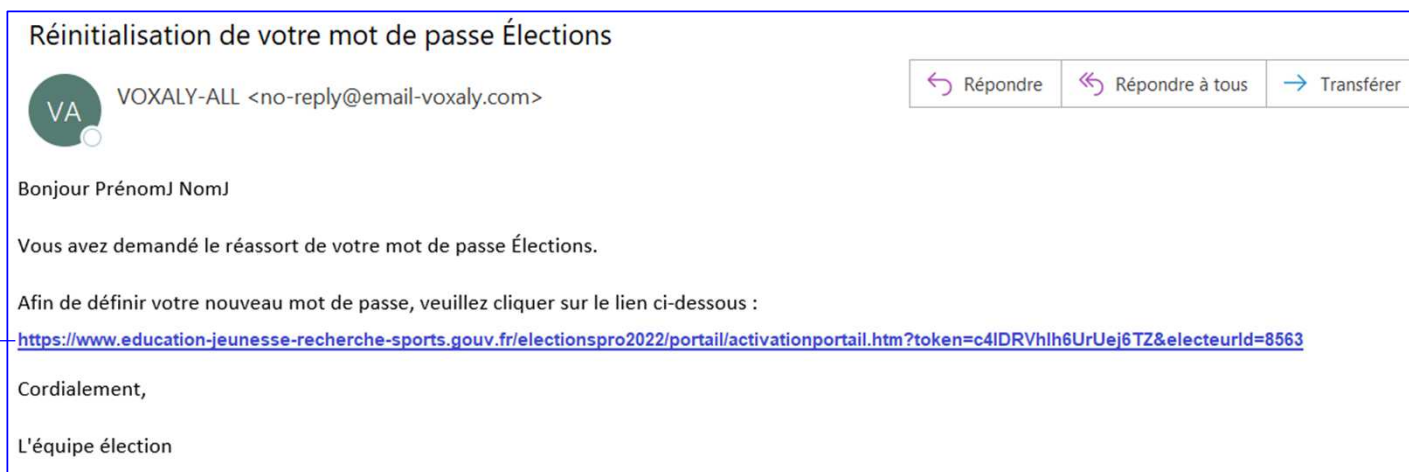 Réinitialisation de votre mot de passe Élections
VA
VOXALY-ALL <no-reply@email-voxaly.com>
Répondre
Répondre à tous
Transférer
Bonjour PrénomJ NomJ
Vous avez demandé le réassort de votre mot de passe Élections.
Afin de définir votre nouveau mot de passe, veuillez cliquer sur le lien ci-dessous :
https://www.education-jeunesse-recherche-sports.gouv.fr/electionspro2022/portail/activationportail.htm?token=c4IDRVhIh6UrUej6TZ&electeurId=8563
Cordialement,
L'équipe élection